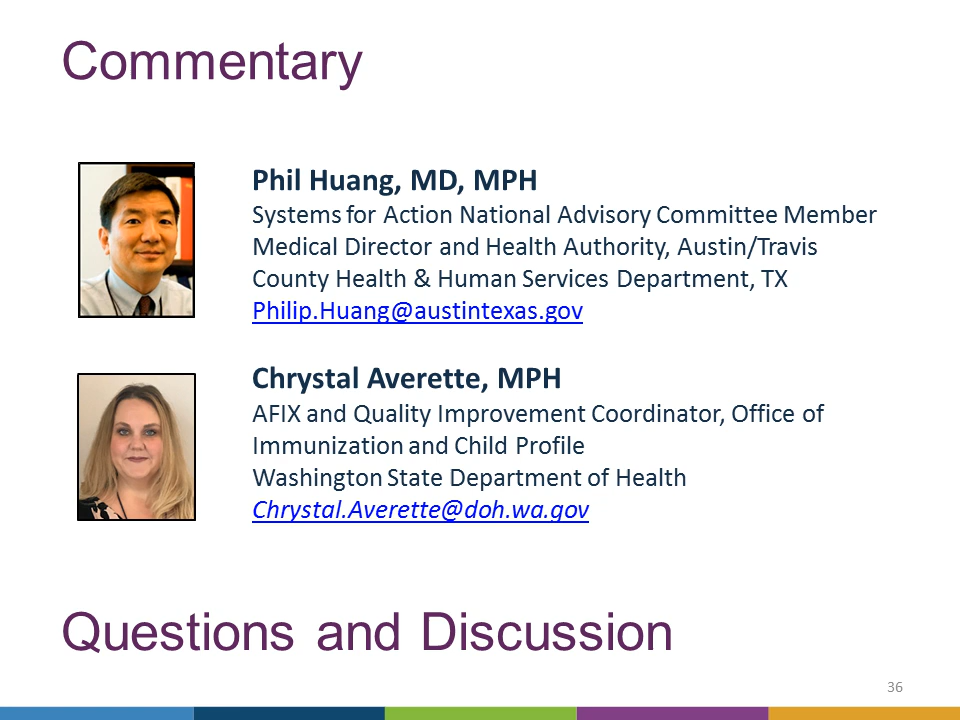 Commentary
Phil Huang, MD, MPH
Systems for Action National Advisory Committee Member
Medical Director and Health Authority, Austin/Travis
County Health & Human Services Department, TX
Philip.Huang@austintexas.gov
Chrystal Averette, MPH
AFIX and Quality Improvement Coordinator, Office of
Immunization and Child Profile
Washington State Department of Health
Chrystal.Averette@doh.wa.gov
Questions and Discussion
36